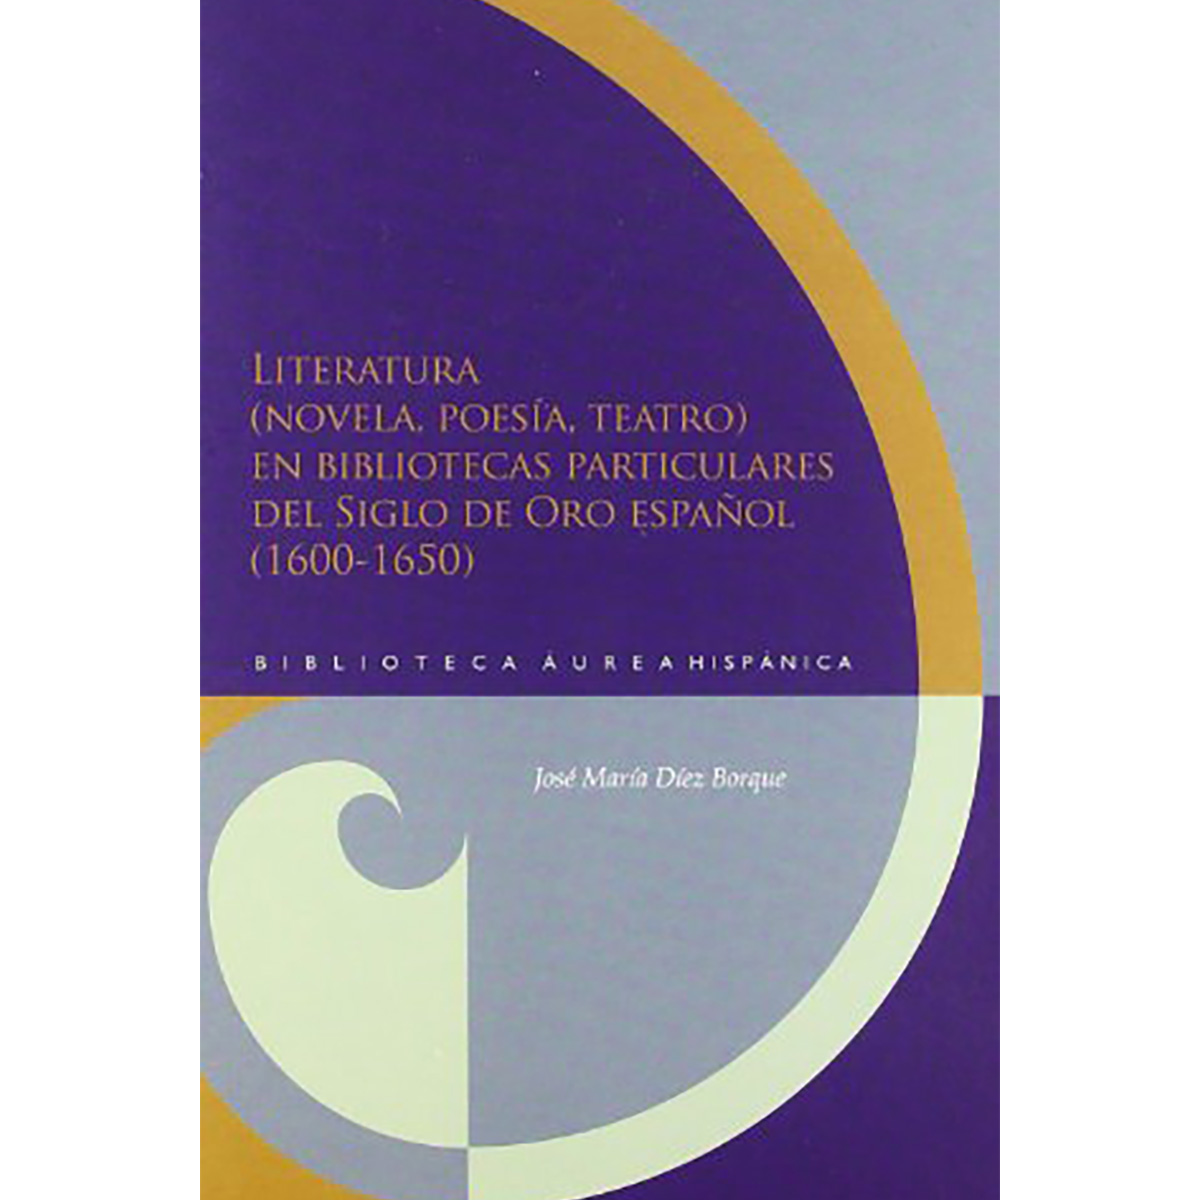 LITERATURA
(NOVELA, POESÍA, TEATRO)
EN BIBLIOTECAS PARTICULARES
DEL SIGLO DE ORO ESPAÑOL
(1600-1650)
BIBLIOTECA ÁUREA HISPÁNICA
José María Díez Borque